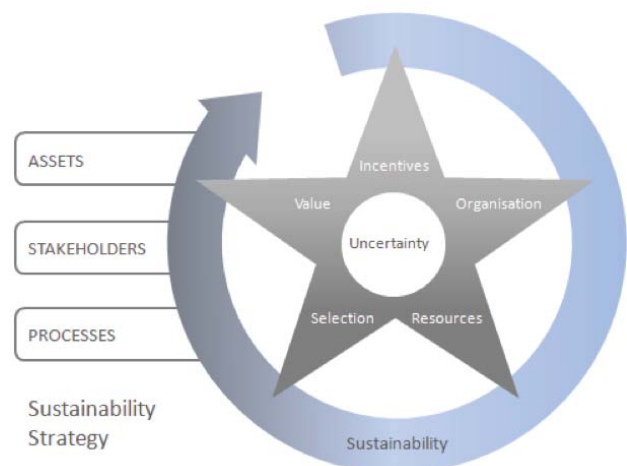 ASSETS
STAKEHOLDERS
PROCESSES
Sustainability
Strategy
Incentives
Value
Organisation
Uncertainty
Selection
Resources
Sustainability